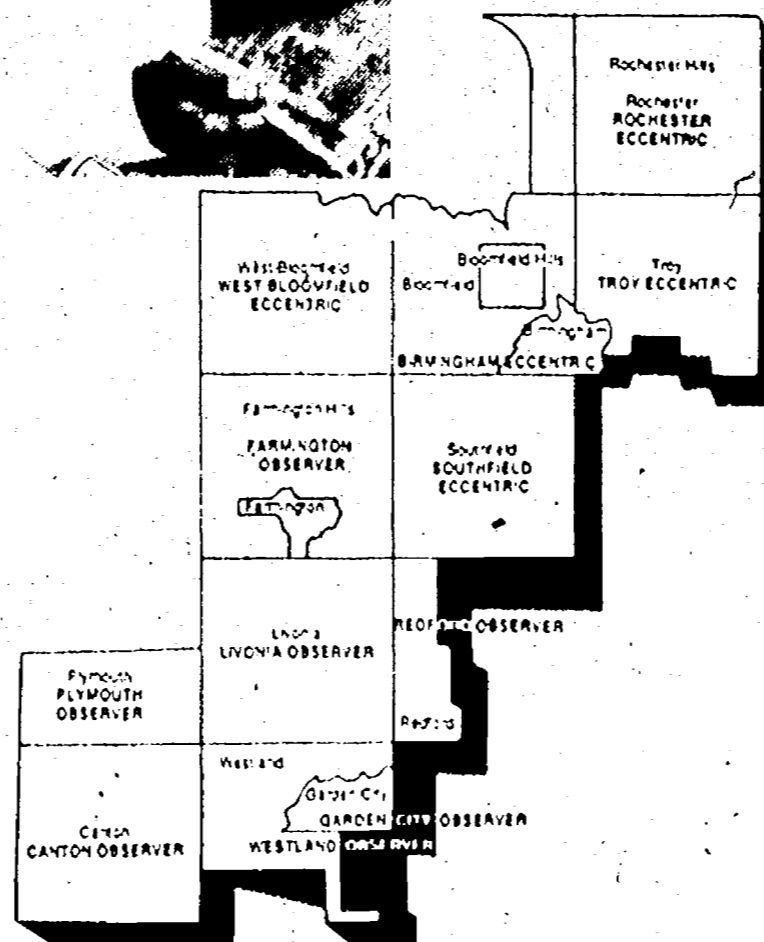 Rochester Hills
Rochester
ROCHESTER
ECCENTRIC
West Bloomfield
WEST BLOOMFIELD
ECCENTRIC
Bloomfield Hills
Bloomfield
Birmingham
BIRMINGHAM ECCENTRIC
Troy
TROY ECCENTRIC
Farmington Hills
FARMINGTON
OBSERVER
Farmington
Southfield
SOUTHFIELD
ECCENTRIC
Livonia
LIVONIA OBSERVER
REDFORD OBSERVER
Redford
Plymouth
PLYMOUTH
OBSERVER
Westland
Garden City
GARDEN CITY OBSERVER
WESTLAND OBSERVER
Canton
CANTON OBSERVER